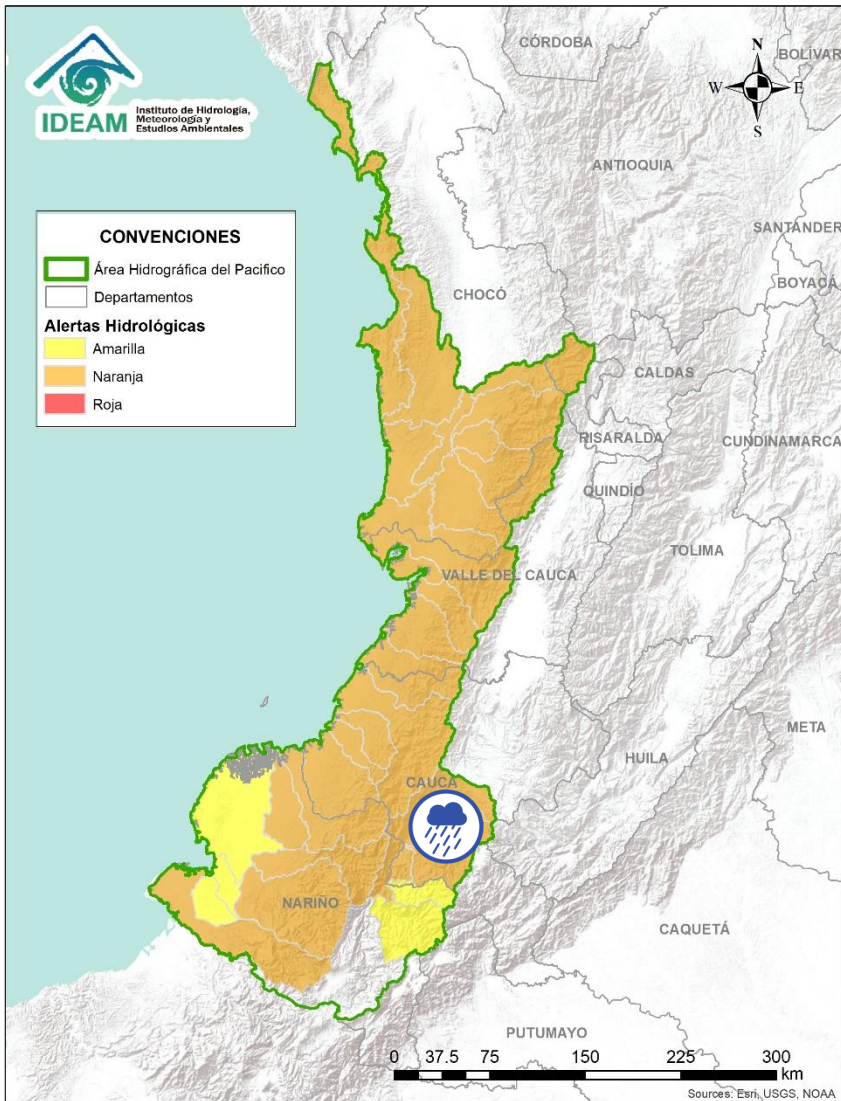 IDEAM
Instituto de Hidrología,
Meteorología y
Estudios Ambientales
N
W
E
S
CÓRDOBA
BOLÍVAR
ANTIOQUIA
SANTANDER
BOYACÁ
CHOCÓ
CALDAS
RISARALDA
CUNDINAMARCA
QUINDÍO
TOLIMA
VALLE DEL CAUCA
META
HUILA
CAUCA
NARIÑO
CAQUETÁ
PUTUMAYO
CONVENCIONES
Área Hidrográfica del Pacifico
Departamentos
Alertas Hidrológicas
Amarilla
Naranja
Roja
0 37.5 75 150 225 300
km
Sources: Esri, USGS, NOAA